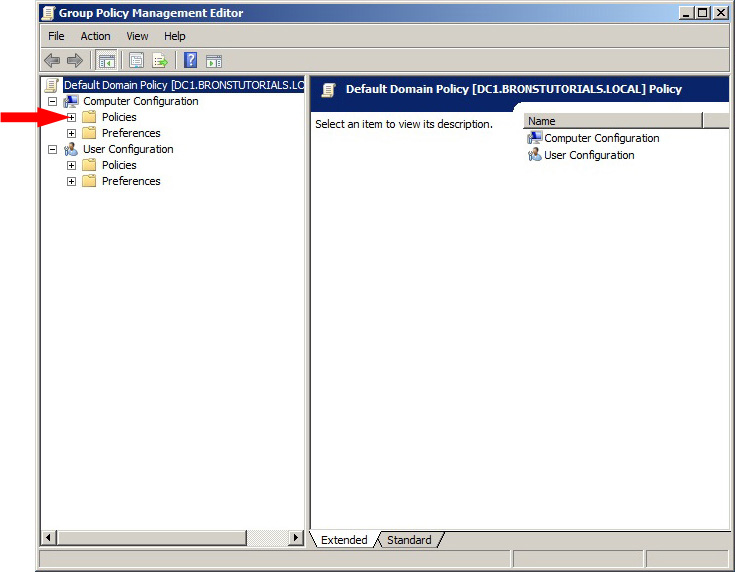 Group Policy Management Editor
File Action View Help
Default Domain Policy [DC1.BRONSTUTORIALS.LO
Computer Configuration
Policies
Preferences
User Configuration
Policies
Preferences
Default Domain Policy [DC1.BRONSTUTORIALS.LOCAL] Policy
Select an item to view its description.
Name
Computer Configuration
User Configuration
Extended Standard